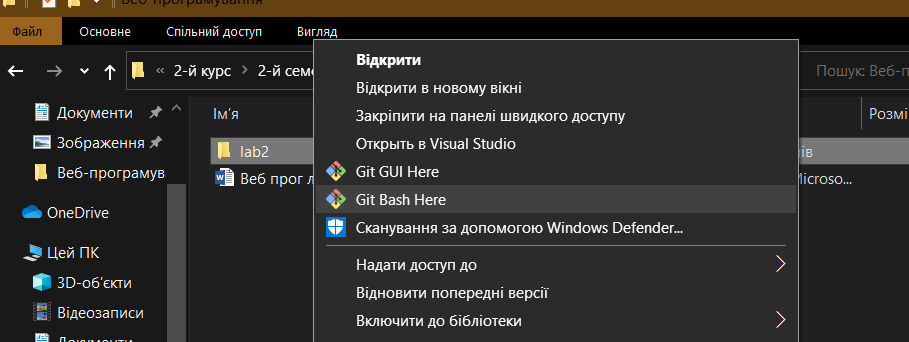 Веб-програмування
Файл Основне Спільний доступ Вигляд
« 2-й курс › 2-й семе
Пошук: Веб-п
Документи
Зображення
Веб-програмув
OneDrive
Цей ПК
3D-об'єкти
Відеозаписи
Документи
Ім'я
Розмі
lab2
Веб прог л
Microso...
Відкрити
Відкрити в новому вікні
Закріпити на панелі швидкого доступу
Открыть в Visual Studio
Git GUI Here
Git Bash Here
Сканування за допомогою Windows Defender...
Надати доступ до
Відновити попередні версії
Включити до бібліотеки